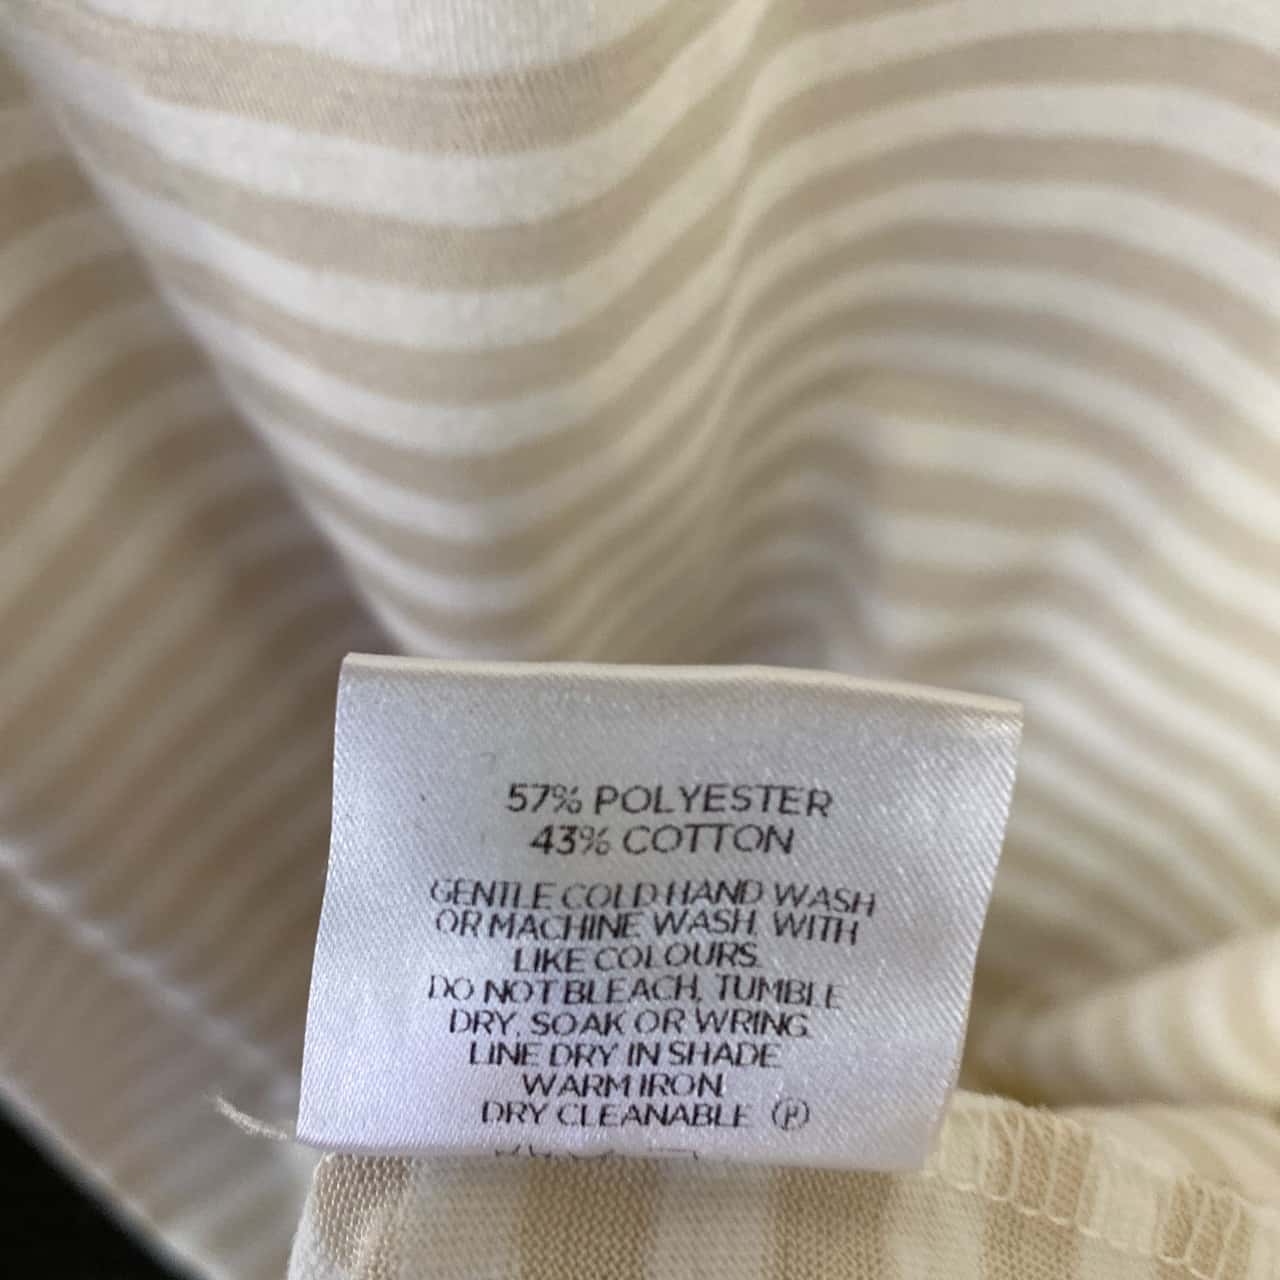 57% POLYESTER
43% COTTON
GENTLE COLD HAND WASH
OR MACHINE WASH, WITH
LIKE COLOURS.
DO NOT BLEACH, TUMBLE
DRY, SOAK OR WRING.
LINE DRY IN SHADE
WARM IRON
DRY CLEANABLE Ⓟ